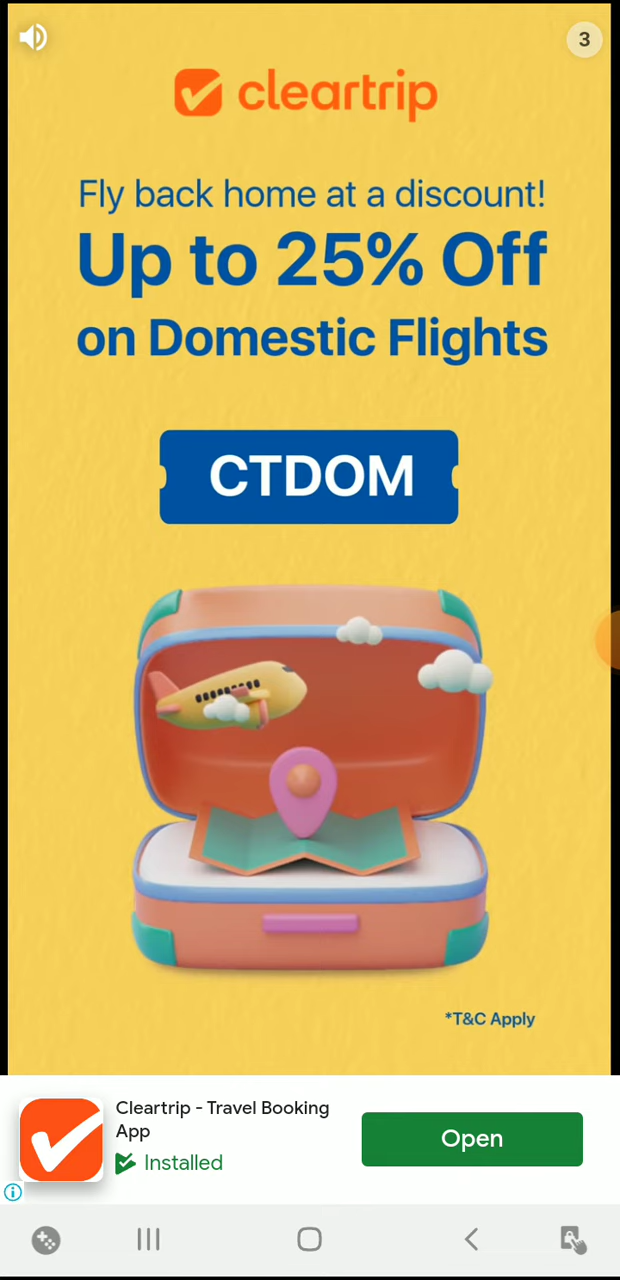 3
cleartrip
Fly back home at a discount!
Up to 25% Off
on Domestic Flights
CTDOM
*T&C Apply
Cleartrip - Travel Booking
App
Installed
Open